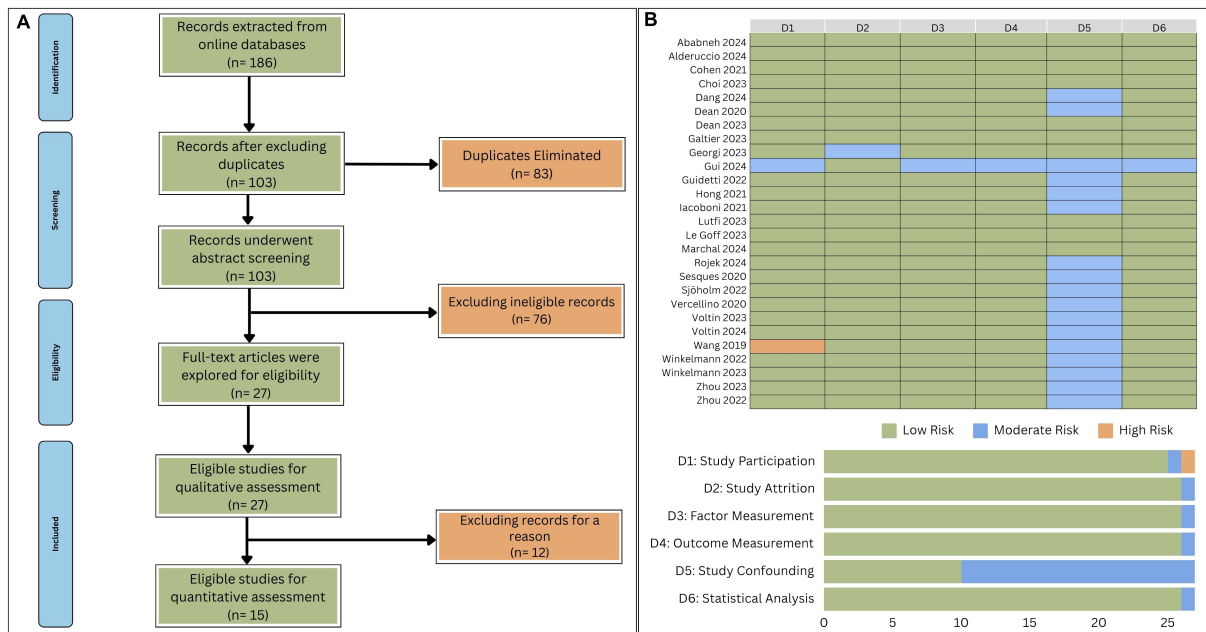 A
Identification
Records extracted from
online databases
(n= 186)
Screening
Records after excluding
duplicates
(n= 103)
Duplicates Eliminated
(n= 83)
Records underwent
abstract screening
(n= 103)
Excluding ineligible records
(n= 76)
Eligibility
Full-text articles were
explored for eligibility
(n= 27)
Included
Eligible studies for
qualitative assessment
(n= 27)
Excluding records for a
reason
(n= 12)
Eligible studies for
quantitative assessment
(n= 15)
B
D1 D2 D3 D4 D5 D6
Ababneh 2024
Alderuccio 2024
Cohen 2021
Choi 2023
Dang 2024
Dean 2020
Dean 2023
Galtier 2023
Georgi 2023
Gui 2024
Guidetti 2022
Hong 2021
Iacoboni 2021
Lutfi 2023
Le Goff 2023
Marchal 2024
Rojek 2024
Sesques 2020
Sjöholm 2022
Vercellino 2020
Voltin 2023
Voltin 2024
Wang 2019
Winkelmann 2022
Winkelmann 2023
Zhou 2023
Zhou 2022
Low Risk Moderate Risk High Risk
D1: Study Participation
D2: Study Attrition
D3: Factor Measurement
D4: Outcome Measurement
D5: Study Confounding
D6: Statistical Analysis
0 5 10 15 20 25